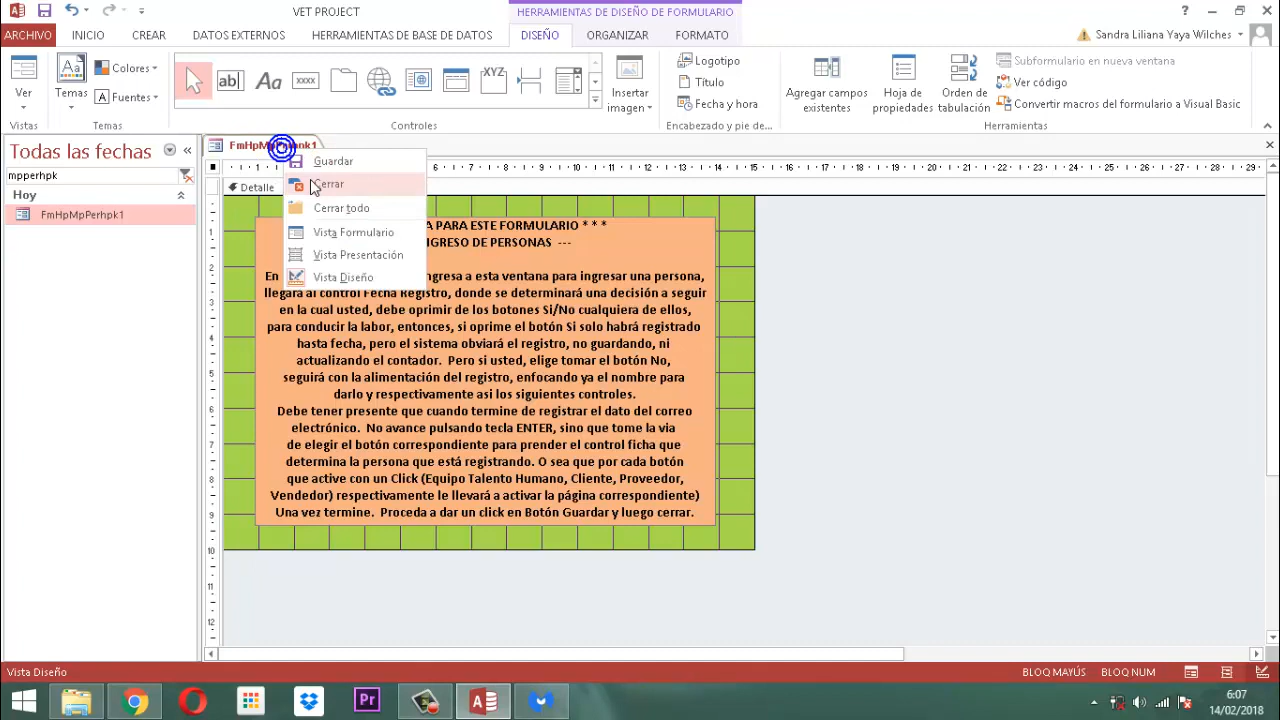 VET PROJECT
HERRAMIENTAS DE DISEÑO DE FORMULARIO
ARCHIVO INICIO CREAR DATOS EXTERNOS HERRAMIENTAS DE BASE DE DATOS DISEÑO ORGANIZAR FORMATO
Sandra Liliana Yaya Wilches
Ver
Vistas
Temas
Colores
Fuentes
Temas
ab|
Aa
xxxx
XYZ
Controles
Insertar
imagen
Logotipo
Título
Fecha y hora
Encabezado y pie de...
Agregar campos
existentes
Hoja de
propiedades
Orden de
tabulación
Subformulario en nueva ventana
Ver código
Convertir macros del formulario a Visual Basic
Herramientas
Todas las fechas
mpperhpk
Hoy
FmHpMpPerhpk1
FmHpMpPerhpk1
Guardar
Cerrar
Cerrar todo
Vista Formulario
Vista Presentación
Vista Diseño
Detalle
PARA ESTE FORMULARIO * * *
INGRESO DE PERSONAS ---
En ingresa a esta ventana para ingresar una persona,
llegará al control Fecha Registro, donde se determinará una decisión a seguir
en la cual usted, debe oprimir de los botones Si/No cualquiera de ellos,
para conducir la labor, entonces, si oprime el botón Si solo habrá registrado
hasta fecha, pero el sistema obviará el registro, no guardando, ni
actualizando el contador. Pero si usted, elige tomar el botón No,
seguirá con la alimentación del registro, enfocando ya el nombre para
darlo y respectivamente asi los siguientes controles.
Debe tener presente que cuando termine de registrar el dato del correo
electrónico. No avance pulsando tecla ENTER, sino que tome la via
de elegir el botón correspondiente para prender el control ficha que
determina la persona que está registrando. O sea que por cada botón
que active con un Click (Equipo Talento Humano, Cliente, Proveedor,
Vendedor) respectivamente le llevará a activar la página correspondiente)
Una vez termine. Proceda a dar un click en Botón Guardar y luego cerrar.
Vista Diseño
BLOQ MAYÚS BLOQ NUM
Pr
6:07
14/02/2018